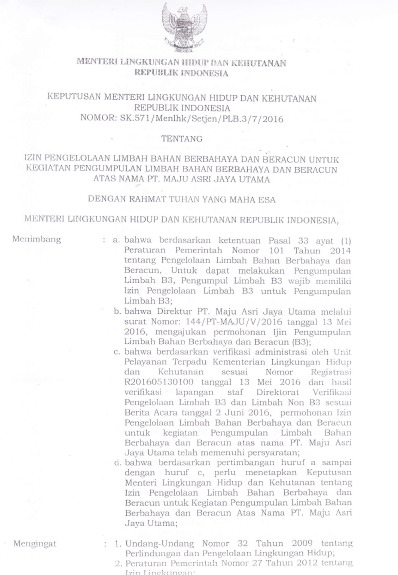 MENTERI LINGKUNGAN HIDUP DAN KEHUTANAN
REPUBLIK INDONESIA
KEPUTUSAN MENTERI LINGKUNGAN HIDUP DAN KEHUTANAN
REPUBLIK INDONESIA
NOMOR: SK.571/Menlhk/Setjen/PLB.3/7/2016
TENTANG
IZIN PENGELOLAAN LIMBAH BAHAN BERBAHAYA DAN BERACUN UNTUK
KEGIATAN PENGUMPULAN LIMBAH BAHAN BERBAHAYA DAN BERACUN
ATAS NAMA PT. MAJU ASRI JAYA UTAMA
DENGAN RAHMAT TUHAN YANG MAHA ESA
MENTERI LINGKUNGAN HIDUP DAN KEHUTANAN REPUBLIK INDONESIA,
Menimbang : a. bahwa berdasarkan ketentuan Pasal 33 ayat (1)
Peraturan Pemerintah Nomor 101 Tahun 2014
tentang Pengelolaan Limbah Bahan Berbahaya dan
Beracun. Untuk dapat melakukan Pengumpulan
Limbah B3, Pengumpul Limbah B3 wajib memiliki
Izin Pengelolaan Limbah B3 untuk Pengumpulan
Limbah B3;
b. bahwa Direktur PT. Maju Asri Jaya Utama melalui
surat Nomor: 144/PT-MAJU/V/2016 tanggal 13 Mei
2016, mengajukan permohonan Ijin Pengumpulan
Limbah Bahan Berbahaya dan Beracun (B3);
c. bahwa berdasarkan verifikasi administrasi oleh Unit
Pelayanan Terpadu Kementerian Lingkungan Hidup
dan Kehutanan sesuai Nomor Registrasi
R201605130100 tanggal 13 Mei 2016 dan hasil
verifikasi lapangan staf Direktorat Verifikasi
Pengelolaan Limbah B3 dan Limbah Non B3 sesuai
Berita Acara tanggal 2 Juni 2016, permohonan Izin
Pengelolaan Limbah Bahan Berbahaya dan Beracun
untuk kegiatan Pengumpulan Limbah Bahan
Berbahaya dan Beracun atas nama PT. Maju Asri
Jaya Utama telah memenuhi persyaratan;
d. bahwa berdasarkan pertimbangan huruf a sampai
dengan huruf c, perlu menetapkan Keputusan
Menteri Lingkungan Hidup dan Kehutanan tentang
Izin Pengelolaan Limbah Bahan Berbahaya dan
Beracun untuk Kegiatan Pengumpulan Limbah Bahan
Berbahaya dan Beracun Atas Nama PT. Maju Asri
Jaya Utama;
Mengingat : 1. Undang-Undang Nomor 32 Tahun 2009 tentang
Perlindungan dan Pengelolaan Lingkungan Hidup;
2. Peraturan Pemerintah Nomor 27 Tahun 2012 tentang
Izin Lingkungan;